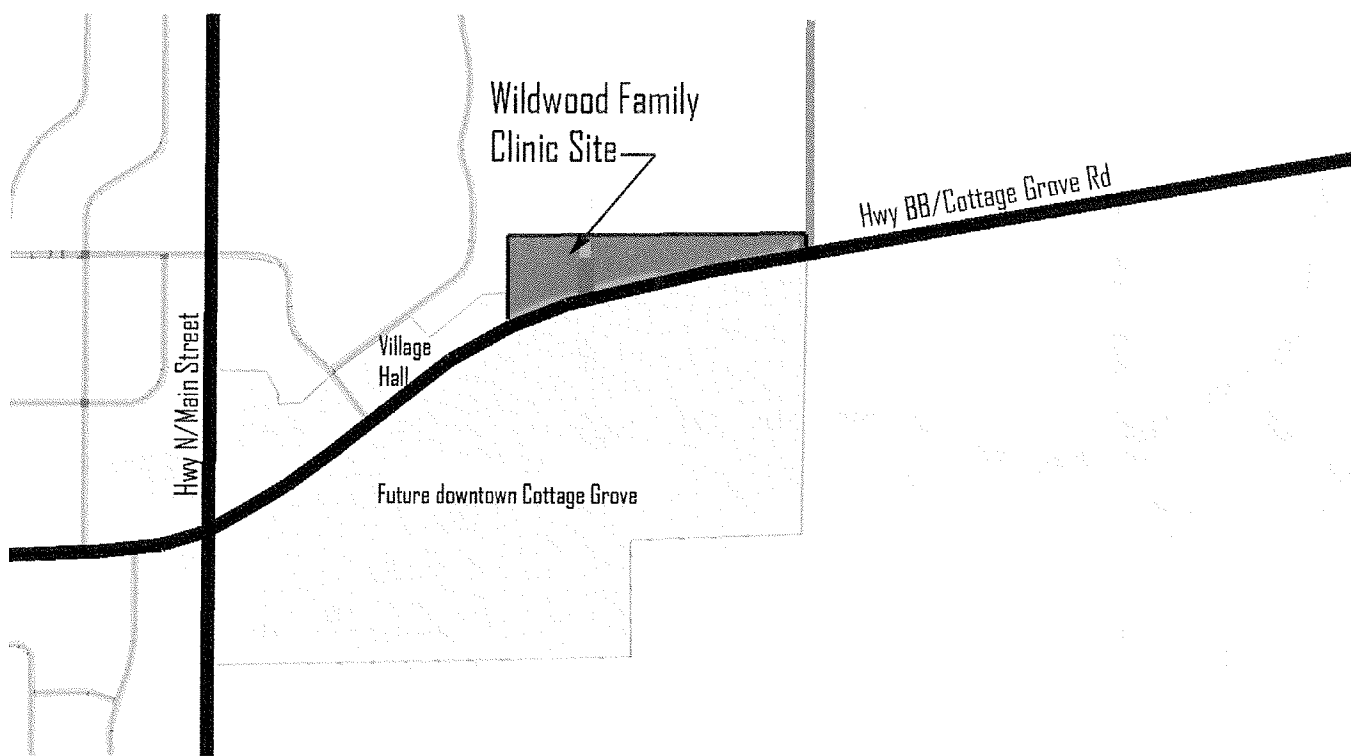 Wildwood Family
Clinic Site
Hwy BB/Cottage Grove Rd
Hwy N/Main Street
Village
Hall
Future downtown Cottage Grove